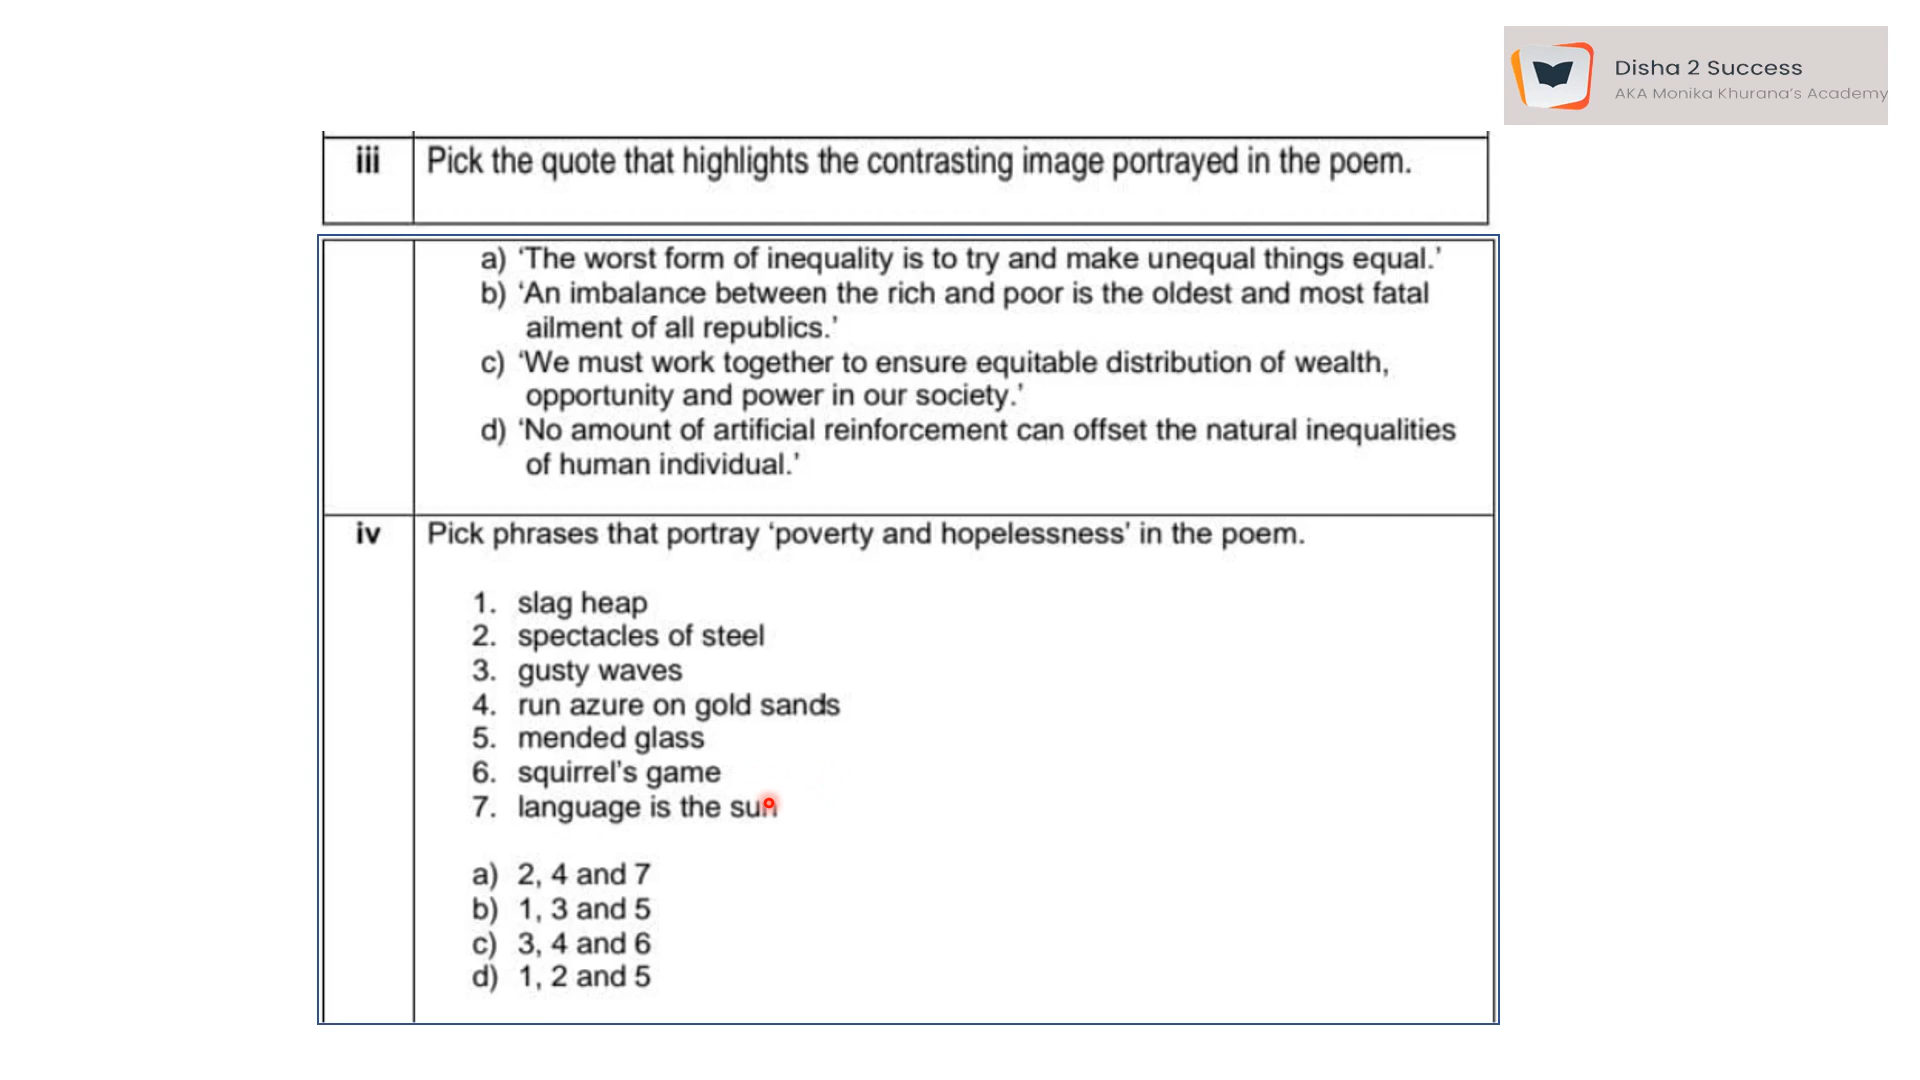 Disha 2 Success
AKA Monika Khurana's Academy
iii Pick the quote that highlights the contrasting image portrayed in the poem.
a) ‘The worst form of inequality is to try and make unequal things equal.’
b) ‘An imbalance between the rich and poor is the oldest and most fatal
ailment of all republics.’
c) ‘We must work together to ensure equitable distribution of wealth,
opportunity and power in our society.’
d) ‘No amount of artificial reinforcement can offset the natural inequalities
of human individual.’
iv Pick phrases that portray ‘poverty and hopelessness’ in the poem.
1. slag heap
2. spectacles of steel
3. gusty waves
4. run azure on gold sands
5. mended glass
6. squirrel's game
7. language is the sun
a) 2, 4 and 7
b) 1, 3 and 5
c) 3, 4 and 6
d) 1, 2 and 5